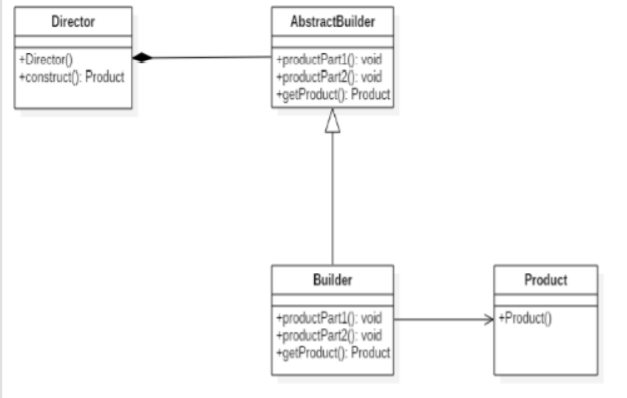 Director
+Director()
+construct(): Product
AbstractBuilder
+productPart1(): void
+productPart2(): void
+getProduct(): Product
Builder
+productPart1(): void
+productPart2(): void
+getProduct(): Product
Product
+Product()